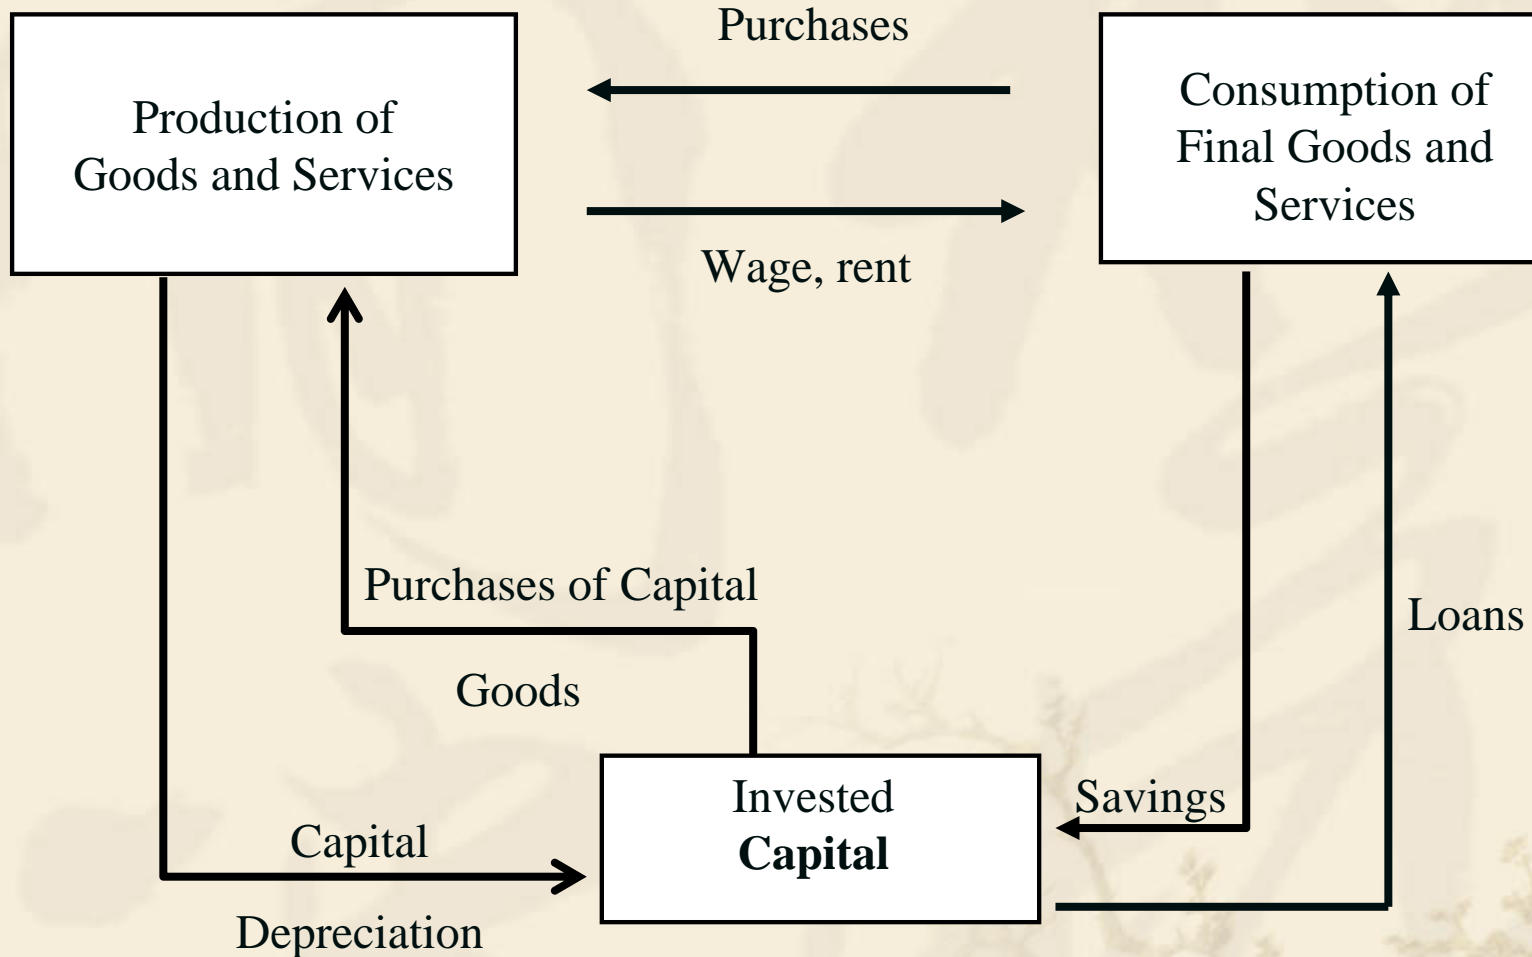 Purchases
Production of
Goods and Services
Consumption of
Final Goods and
Services
Wage, rent
Purchases of Capital
Goods
Loans
Invested
Capital
Savings
Capital
Depreciation